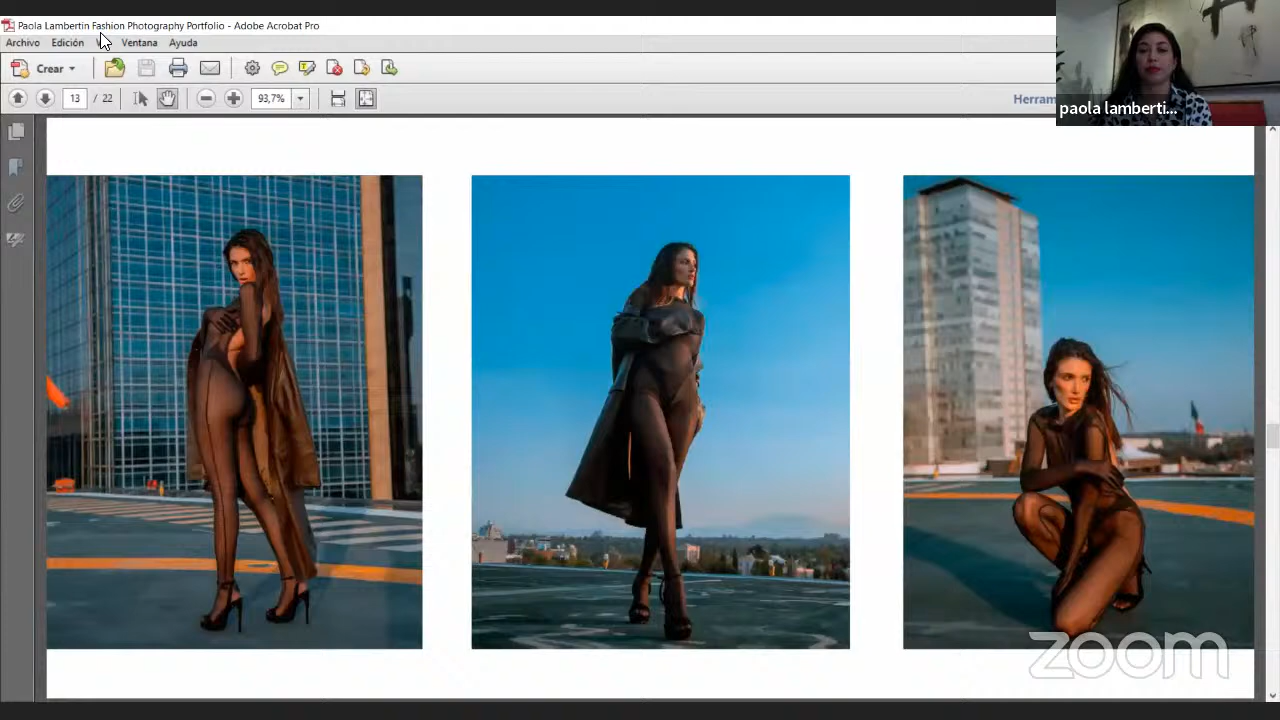 Paola Lambertin Fashion Photography Portfolio - Adobe Acrobat Pro
Archivo Edición Ventana Ayuda
Crear
13 / 22 93,7%
Herram
paola lamberti...
zoom